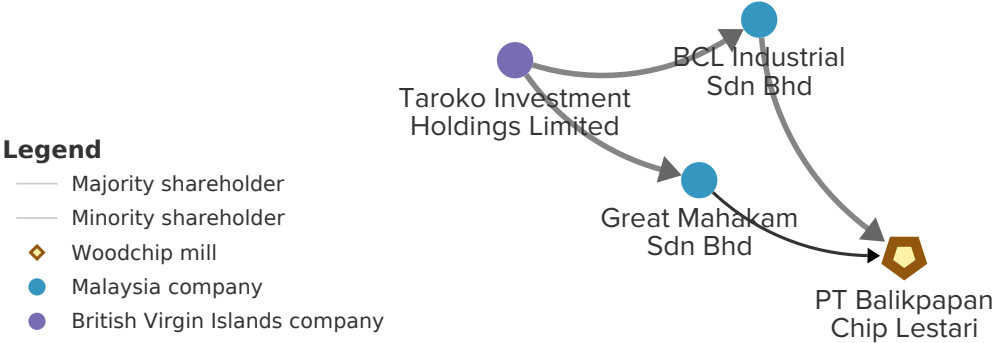 BCL Industrial
Sdn Bhd
Taroko Investment
Holdings Limited
Legend
Majority shareholder
Minority shareholder
Woodchip mill
Malaysia company
British Virgin Islands company
Great Mahakam
Sdn Bhd
PT Balikpapan
Chip Lestari